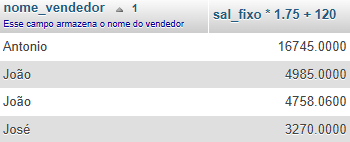 nome_vendedor 1 sal_fixo * 1.75 + 120
Esse campo armazena o nome do vendedor
Antonio 16745.0000
João 4985.0000
João 4758.0600
José 3270.0000